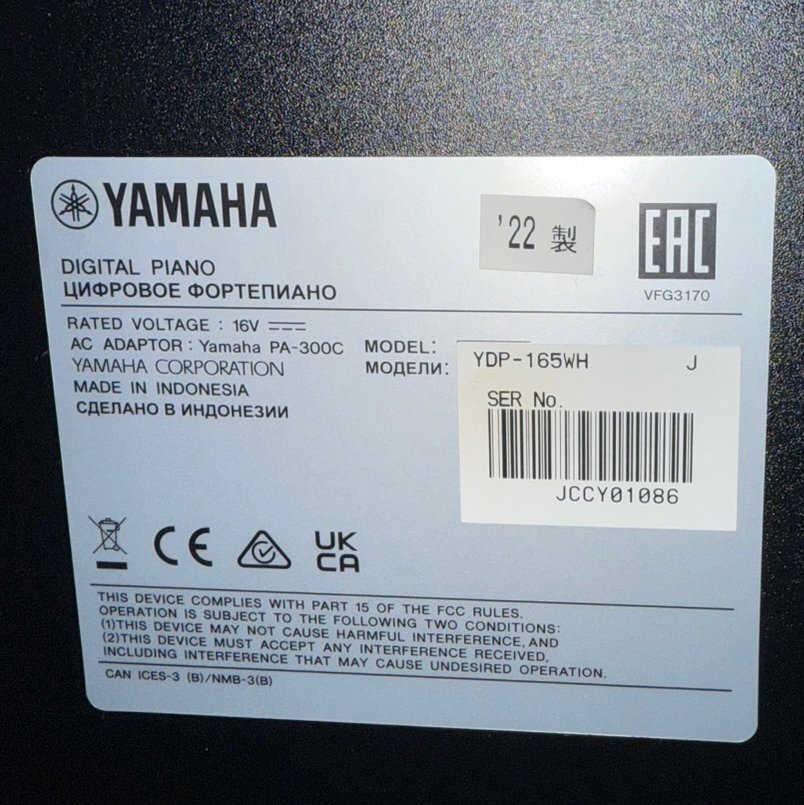 YAMAHA
'22 製
EAC
VFG3170
DIGITAL PIANO
ЦИФРОВОЕ ФОРТЕПИАНО
RATED VOLTAGE : 16V
AC ADAPTOR : Yamaha PA-300C
YAMAHA CORPORATION
MADE IN INDONESIA
СДЕЛАНО В ИНДОНЕЗИИ
MODEL:
МОДЕЛИ:
YDP-165WH J
SER No.
JCCY01086
CE
UK
CA
THIS DEVICE COMPLIES WITH PART 15 OF THE FCC RULES.
OPERATION IS SUBJECT TO THE FOLLOWING TWO CONDITIONS:
(1)THIS DEVICE MAY NOT CAUSE HARMFUL INTERFERENCE, AND
(2)THIS DEVICE MUST ACCEPT ANY INTERFERENCE RECEIVED,
INCLUDING INTERFERENCE THAT MAY CAUSE UNDESIRED OPERATION.
CAN ICES-3 (B)/NMB-3(B)